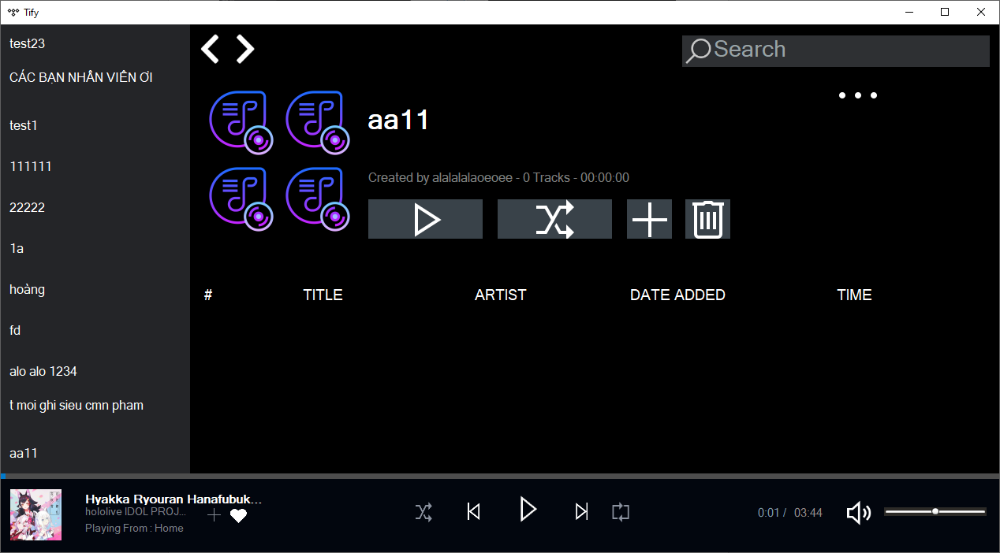 Tify
test23
CÁC BẠN NHÂN VIÊN ƠI
test1
111111
22222
1a
hoàng
fd
alo alo 1234
t moi ghi sieu cmn pham
aa11
Search
aa11
Created by alalalalaoeoee - 0 Tracks - 00:00:00
# TITLE ARTIST DATE ADDED TIME
Hyakka Ryouran Hanafubuk...
hololive IDOL PROJ...
Playing From : Home
0:01 / 03:44